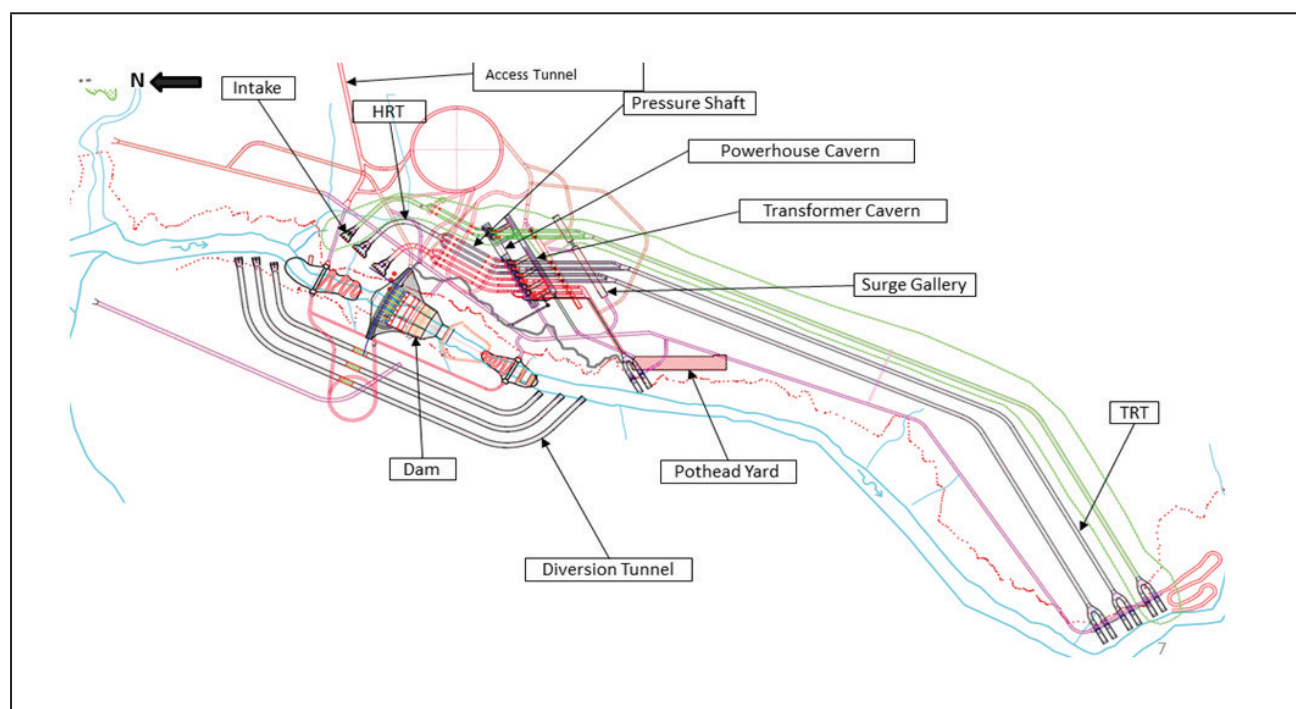 N
Access Tunnel
Intake
Pressure Shaft
HRT
Powerhouse Cavern
Transformer Cavern
Surge Gallery
TRT
Dam
Pothead Yard
Diversion Tunnel
7